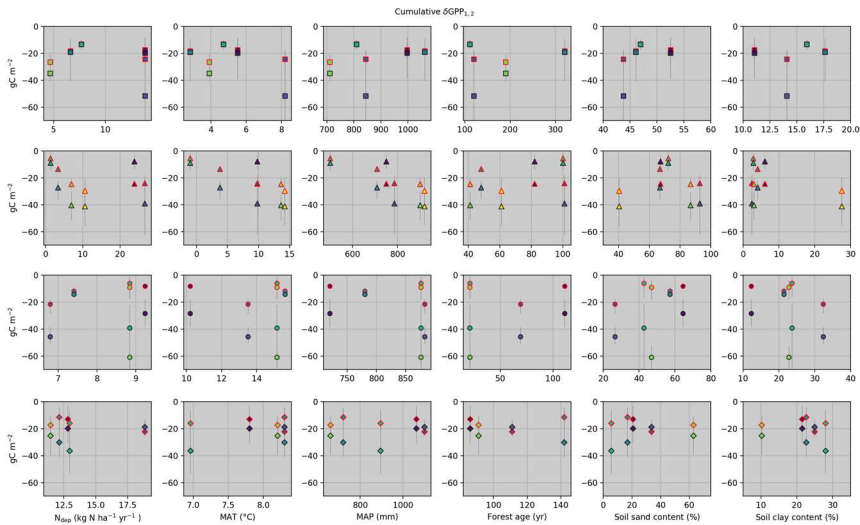 Cumulative δGPP1,2
0
−20
−40
−60
gC m−2
5 10
4 6 8
700 800 900 1000
100 200 300
40 45 50 55 60
10.0 12.5 15.0 17.5 20.0
0
−20
−40
−60
gC m−2
0 10 20
0 5 10 15
600 800
40 60 80 100
40 60 80 100
0 10 20 30
0
−20
−40
−60
gC m−2
7 8 9
10 12 14
750 800 850
50 100
20 40 60 80
10 20 30 40
0
−20
−40
−60
gC m−2
12.5 15.0 17.5
7.0 7.5 8.0
800 1000
100 120 140
0 20 40 60
10 20 30
Ndep (kg N ha−1 yr−1)
MAT (°C)
MAP (mm)
Forest age (yr)
Soil sand content (%)
Soil clay content (%)